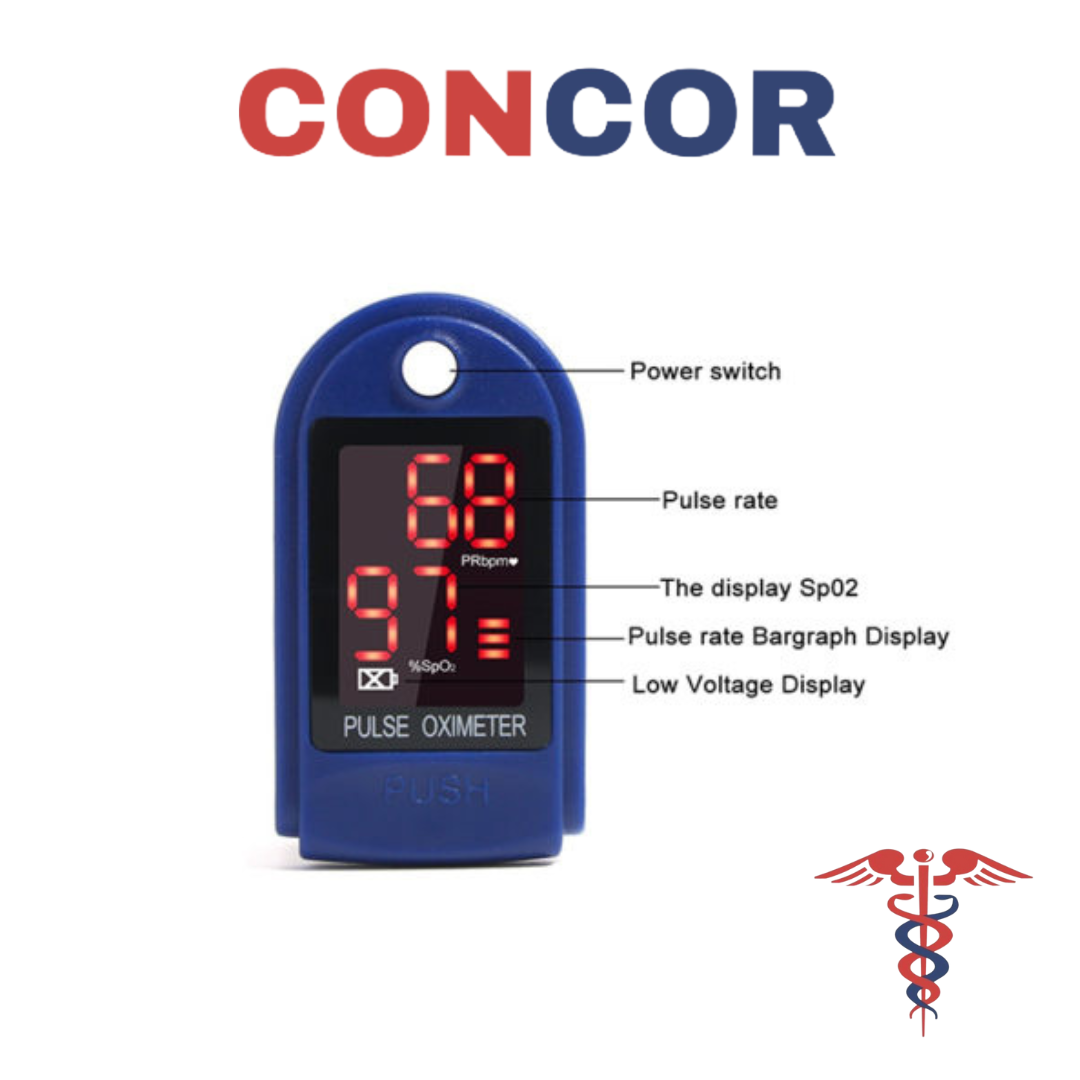 CONCOR
Power switch
68
Pulse rate
PRbpm♥
97
The display Sp02
Pulse rate Bargraph Display
%SpO₂
Low Voltage Display
PULSE OXIMETER
PUSH